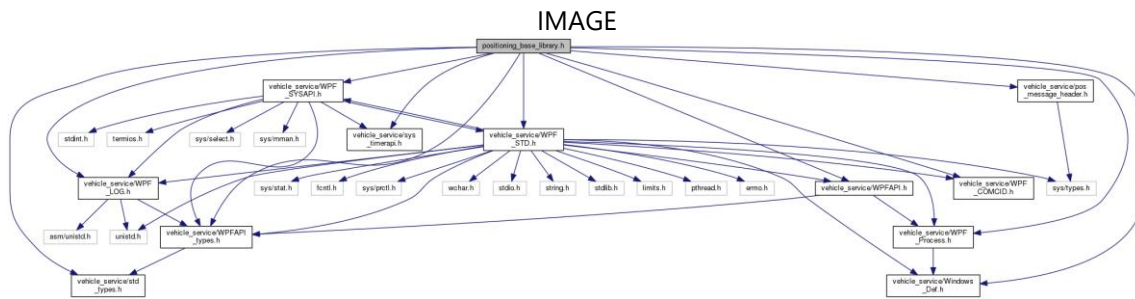 IMAGE
positioning_base_library.h
vehicle_service/WPF
_SYSAPI.h
vehicle_service/pos
_message_header.h
stdint.h
termios.h
sys/select.h
sys/mman.h
vehicle_service/sys
_timerapi.h
vehicle_service/WPF
_STD.h
vehicle_service/WPF
_LOG.h
sys/stat.h
fcntl.h
sys/prctl.h
wchar.h
stdio.h
string.h
stdlib.h
limits.h
pthread.h
errno.h
vehicle_service/WPFAPI.h
vehicle_service/WPF
_COMCID.h
sys/types.h
asm/unistd.h
unistd.h
vehicle_service/WPFAPI
_types.h
vehicle_service/WPF
_Process.h
vehicle_service/std
_types.h
vehicle_service/Windows
_Def.h